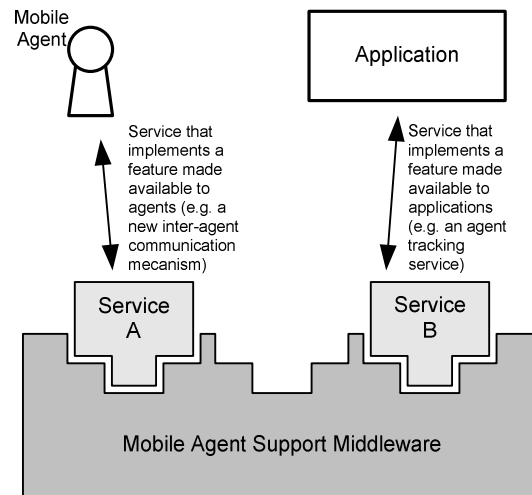 Mobile
Agent
Application
Service that
implements a
feature made
available to
agents (e.g. a
new inter-agent
communication
mecanism)
Service that
implements a
feature made
available to
applications
(e.g. an agent
tracking
service)
Service
A
Service
B
Mobile Agent Support Middleware